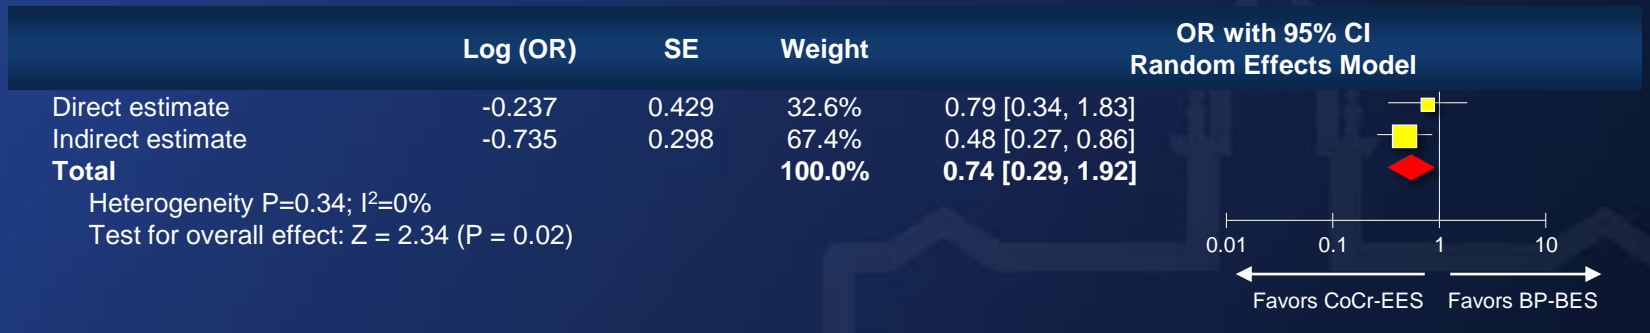 Log (OR) SE Weight OR with 95% CI
Random Effects Model
Direct estimate -0.237 0.429 32.6% 0.79 [0.34, 1.83]
Indirect estimate -0.735 0.298 67.4% 0.48 [0.27, 0.86]
Total 100.0% 0.74 [0.29, 1.92]
Heterogeneity P=0.34; I²=0%
Test for overall effect: Z = 2.34 (P = 0.02)
0.01 0.1 1 10
Favors CoCr-EES Favors BP-BES